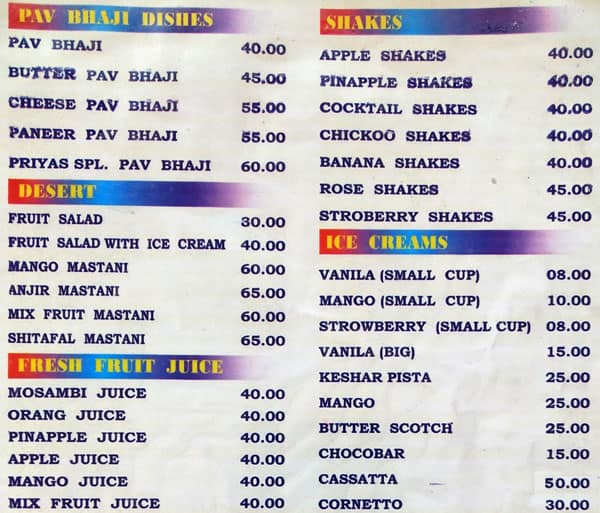 PAV BHAJI DISHES
PAV BHAJI 40.00
BUTTER PAV BHAJI 45.00
CHEESE PAV BHAJI 55.00
PANEER PAV BHAJI 55.00
PRIYAS SPL. PAV BHAJI 60.00
DESERT
FRUIT SALAD 30.00
FRUIT SALAD WITH ICE CREAM 40.00
MANGO MASTANI 60.00
ANJIR MASTANI 65.00
MIX FRUIT MASTANI 60.00
SHITAFAL MASTANI 65.00
FRESH FRUIT JUICE
MOSAMBI JUICE 40.00
ORANG JUICE 40.00
PINAPPLE JUICE 40.00
APPLE JUICE 40.00
MANGO JUICE 40.00
MIX FRUIT JUICE 40.00
SHAKES
APPLE SHAKES 40.00
PINAPPLE SHAKES 40.00
COCKTAIL SHAKES 40.00
CHICKOO SHAKES 40.00
BANANA SHAKES 40.00
ROSE SHAKES 45.00
STROBERRY SHAKES 45.00
ICE CREAMS
VANILA (SMALL CUP) 08.00
MANGO (SMALL CUP) 10.00
STROWBERRY (SMALL CUP) 08.00
VANILA (BIG) 15.00
KESHAR PISTA 25.00
MANGO 25.00
BUTTER SCOTCH 25.00
CHOCOBAR 15.00
CASSATTA 50.00
CORNETTO 30.00